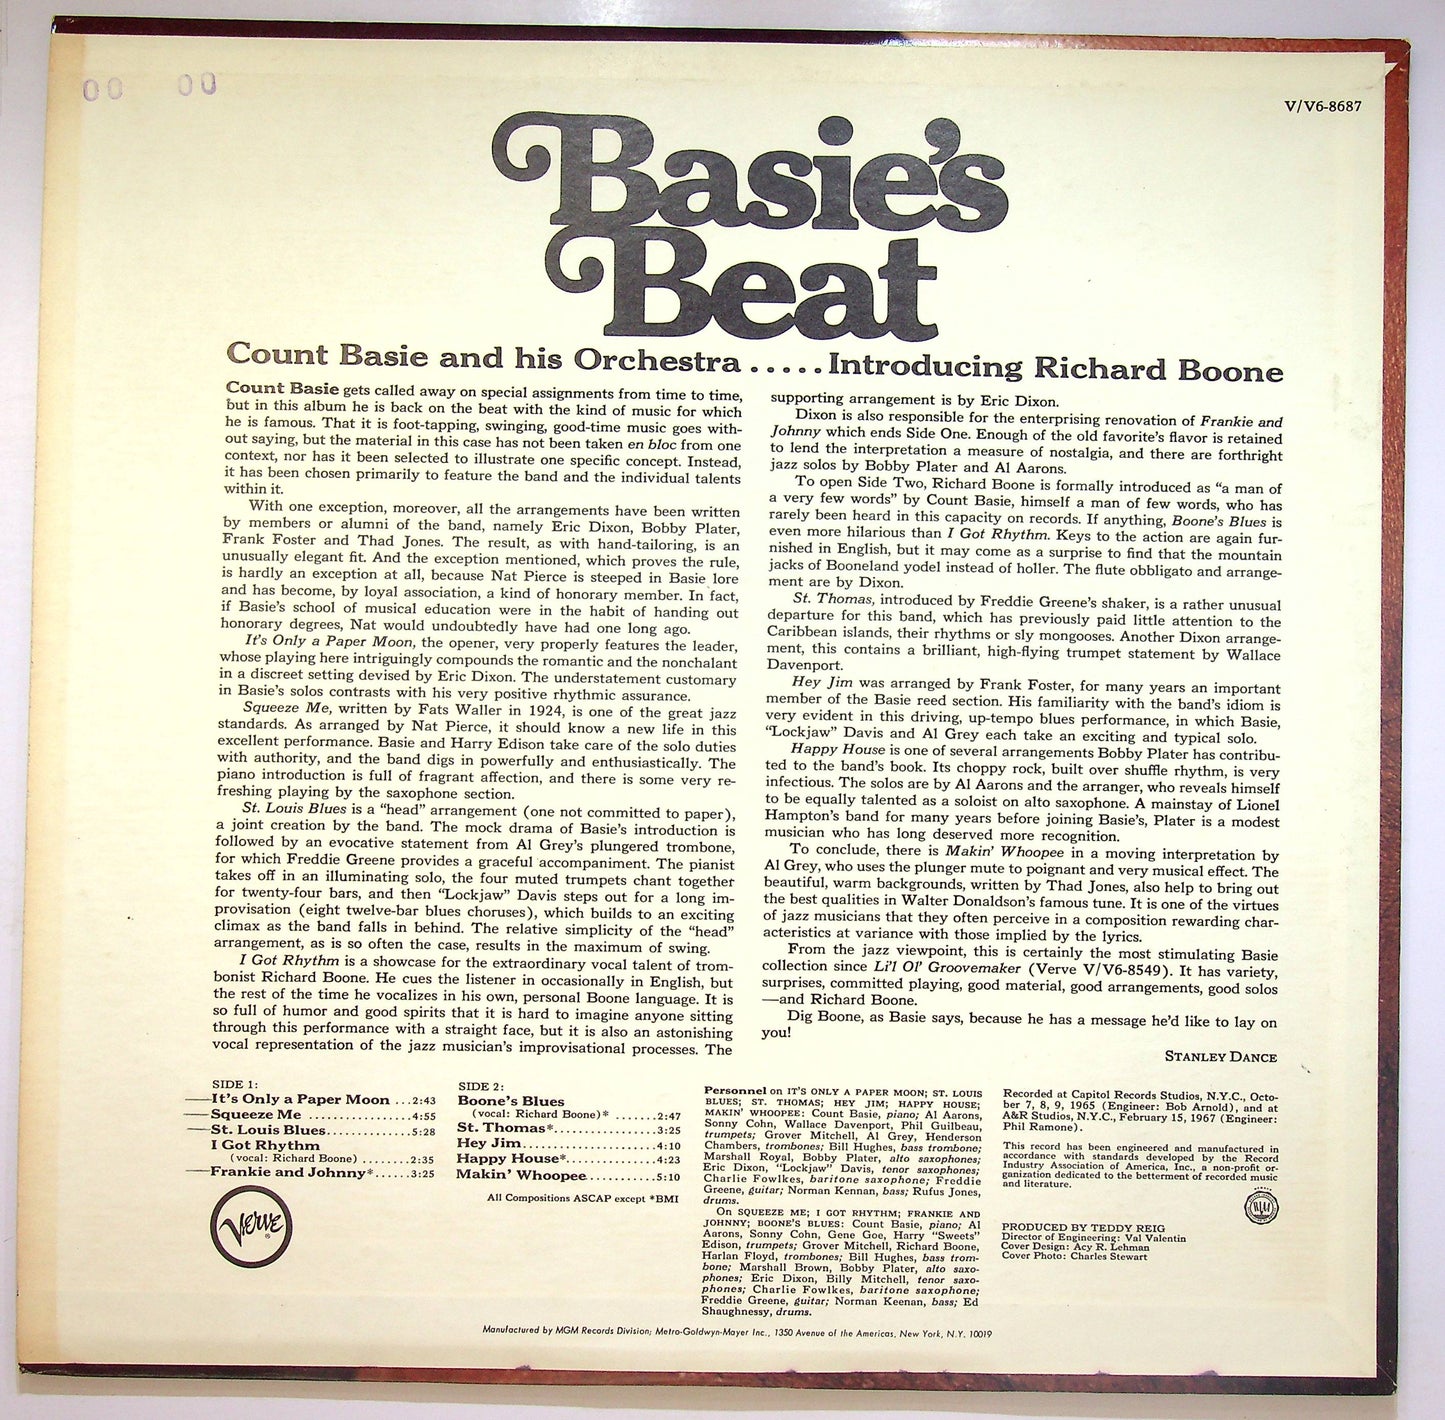 00 00
V/V6-8687
Basie's
Beat
Count Basie and his Orchestra.....Introducing Richard Boone
Count Basie gets called away on special assignments from time to time,
but in this album he is back on the beat with the kind of music for which
he is famous. That it is foot-tapping, swinging, good-time music goes with-
out saying, but the material in this case has not been taken en bloc from one
context, nor has it been selected to illustrate one specific concept. Instead,
it has been chosen primarily to feature the band and the individual talents
within it.
With one exception, moreover, all the arrangements have been written
by members or alumni of the band, namely Eric Dixon, Bobby Plater,
Frank Foster and Thad Jones. The result, as with hand-tailoring, is an
unusually elegant fit. And the exception mentioned, which proves the rule,
is hardly an exception at all, because Nat Pierce is steeped in Basie lore
and has become, by loyal association, a kind of honorary member. In fact,
if Basie's school of musical education were in the habit of handing out
honorary degrees, Nat would undoubtedly have had one long ago.
It's Only a Paper Moon, the opener, very properly features the leader,
whose playing here intriguingly compounds the romantic and the nonchalant
in a discreet setting devised by Eric Dixon. The understatement customary
in Basie's solos contrasts with his very positive rhythmic assurance.
Squeeze Me, written by Fats Waller in 1924, is one of the great jazz
standards. As arranged by Nat Pierce, it should know a new life in this
excellent performance. Basie and Harry Edison take care of the solo duties
with authority, and the band digs in powerfully and enthusiastically. The
piano introduction is full of fragrant affection, and there is some very re-
freshing playing by the saxophone section.
St. Louis Blues is a "head" arrangement (one not committed to paper),
a joint creation by the band. The mock drama of Basie's introduction is
followed by an evocative statement from Al Grey's plungered trombone,
for which Freddie Greene provides a graceful accompaniment. The pianist
takes off in an illuminating solo, the four muted trumpets chant together
for twenty-four bars, and then "Lockjaw" Davis steps out for a long im-
provisation (eight twelve-bar blues choruses), which builds to an exciting
climax as the band falls in behind. The relative simplicity of the "head"
arrangement, as is so often the case, results in the maximum of swing.
I Got Rhythm is a showcase for the extraordinary vocal talent of trom-
bonist Richard Boone. He cues the listener in occasionally in English, but
the rest of the time he vocalizes in his own, personal Boone language. It is
so full of humor and good spirits that it is hard to imagine anyone sitting
through this performance with a straight face, but it is also an astonishing
vocal representation of the jazz musician's improvisational processes. The
supporting arrangement is by Eric Dixon.
Dixon is also responsible for the enterprising renovation of Frankie and
Johnny which ends Side One. Enough of the old favorite's flavor is retained
to lend the interpretation a measure of nostalgia, and there are forthright
jazz solos by Bobby Plater and Al Aarons.
To open Side Two, Richard Boone is formally introduced as "a man of
a very few words" by Count Basie, himself a man of few words, who has
rarely been heard in this capacity on records. If anything, Boone's Blues is
even more hilarious than I Got Rhythm. Keys to the action are again fur-
nished in English, but it may come as a surprise to find that the mountain
jacks of Booneland yodel instead of holler. The flute obbligato and arrange-
ment are by Dixon.
St. Thomas, introduced by Freddie Greene's shaker, is a rather unusual
departure for this band, which has previously paid little attention to the
Caribbean islands, their rhythms or sly mongooses. Another Dixon arrange-
ment, this contains a brilliant, high-flying trumpet statement by Wallace
Davenport.
Hey Jim was arranged by Frank Foster, for many years an important
member of the Basie reed section. His familiarity with the band's idiom is
very evident in this driving, up-tempo blues performance, in which Basie,
"Lockjaw" Davis and Al Grey each take an exciting and typical solo.
Happy House is one of several arrangements Bobby Plater has contribu-
ted to the band's book. Its choppy rock, built over shuffle rhythm, is very
infectious. The solos are by Al Aarons and the arranger, who reveals himself
to be equally talented as a soloist on alto saxophone. A mainstay of Lionel
Hampton's band for many years before joining Basie's, Plater is a modest
musician who has long deserved more recognition.
To conclude, there is Makin' Whoopee in a moving interpretation by
Al Grey, who uses the plunger mute to poignant and very musical effect. The
beautiful, warm backgrounds, written by Thad Jones, also help to bring out
the best qualities in Walter Donaldson's famous tune. It is one of the virtues
of jazz musicians that they often perceive in a composition rewarding char-
acteristics at variance with those implied by the lyrics.
From the jazz viewpoint, this is certainly the most stimulating Basie
collection since Li'l Ol' Groovemaker (Verve V/V6-8549). It has variety,
surprises, committed playing, good material, good arrangements, good solos
—and Richard Boone.
Dig Boone, as Basie says, because he has a message he'd like to lay on
you!
STANLEY DANCE
SIDE 1:
It's Only a Paper Moon ...2:43
Squeeze Me ................4:55
St. Louis Blues.............5:28
I Got Rhythm
(vocal: Richard Boone) ........2:35
Frankie and Johnny*......3:25
SIDE 2:
Boone's Blues
(vocal: Richard Boone)* .......2:47
St. Thomas*................3:25
Hey Jim.....................4:10
Happy House*..............4:23
Makin' Whoopee...........5:10
All Compositions ASCAP except *BMI
Verve
®
Personnel on IT'S ONLY A PAPER MOON; ST. LOUIS
BLUES; ST. THOMAS; HEY JIM; HAPPY HOUSE;
MAKIN' WHOOPEE: Count Basie, piano; Al Aarons,
Sonny Cohn, Wallace Davenport, Phil Guilbeau,
trumpets; Grover Mitchell, Al Grey, Henderson
Chambers, trombones; Bill Hughes, bass trombone;
Marshall Royal, Bobby Plater, alto saxophones;
Eric Dixon, "Lockjaw" Davis, tenor saxophones;
Charlie Fowlkes, baritone saxophone; Freddie
Greene, guitar; Norman Kennan, bass; Rufus Jones,
drums.
On SQUEEZE ME; I GOT RHYTHM; FRANKIE AND
JOHNNY; BOONE'S BLUES: Count Basie, piano; Al
Aarons, Sonny Cohn, Gene Goe, Harry "Sweets"
Edison, trumpets; Grover Mitchell, Richard Boone,
Harlan Floyd, trombones; Bill Hughes, bass trom-
bone; Marshall Brown, Bobby Plater, alto saxo-
phones; Eric Dixon, Billy Mitchell, tenor saxo-
phones; Charlie Fowlkes, baritone saxophone;
Freddie Greene, guitar; Norman Keenan, bass; Ed
Shaughnessy, drums.
Recorded at Capitol Records Studios, N.Y.C., Octo-
ber 7, 8, 9, 1965 (Engineer: Bob Arnold), and at
A&R Studios, N.Y.C., February 15, 1967 (Engineer:
Phil Ramone).
This record has been engineered and manufactured in
accordance with standards developed by the Record
Industry Association of America, Inc., a non-profit or-
ganization dedicated to the betterment of recorded music
and literature.
PRODUCED BY TEDDY REIG
Director of Engineering: Val Valentin
Cover Design: Acy R. Lehman
Cover Photo: Charles Stewart
Manufactured by MGM Records Division; Metro-Goldwyn-Mayer Inc., 1350 Avenue of the Americas, New York, N.Y. 10019